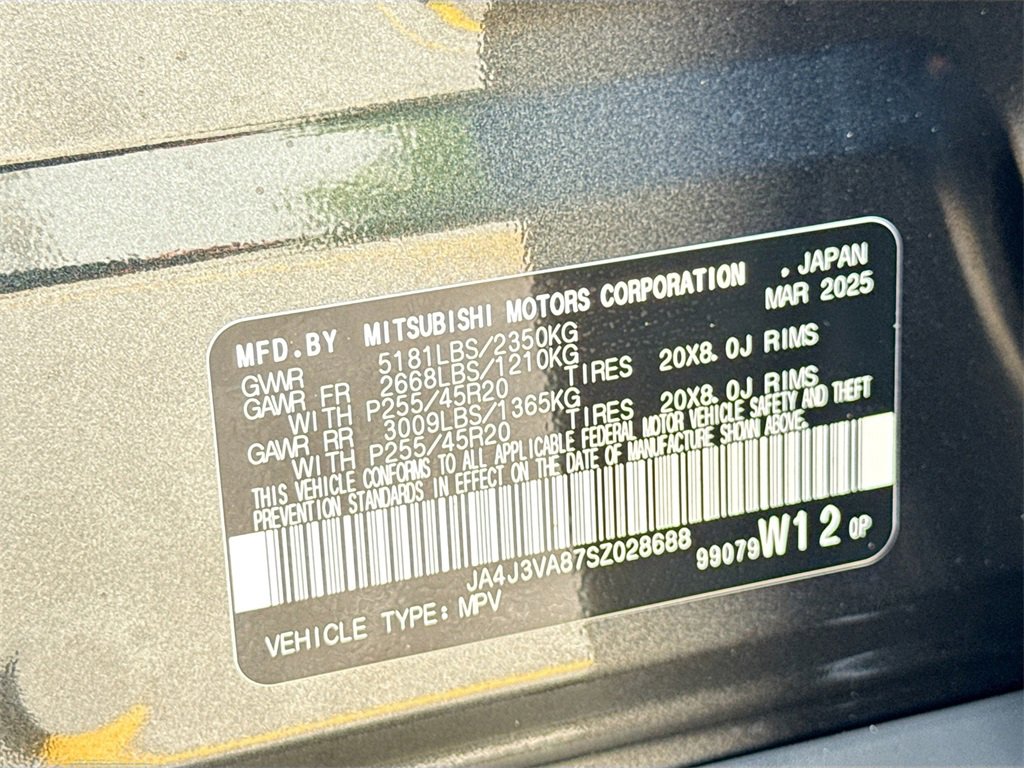 MFD.BY MITSUBISHI MOTORS CORPORATION . JAPAN
MAR 2025
GVWR 5181LBS/2350KG
GAWR FR 2668LBS/1210KG
WITH P255/45R20 TIRES 20X8.0J RIMS
GAWR RR 3009LBS/1365KG
WITH P255/45R20 TIRES 20X8.0J RIMS
THIS VEHICLE CONFORMS TO ALL APPLICABLE FEDERAL MOTOR VEHICLE SAFETY AND THEFT
PREVENTION STANDARDS IN EFFECT ON THE DATE OF MANUFACTURE SHOWN ABOVE.
JA4J3VA87SZ028688 99079 W12 OP
VEHICLE TYPE: MPV